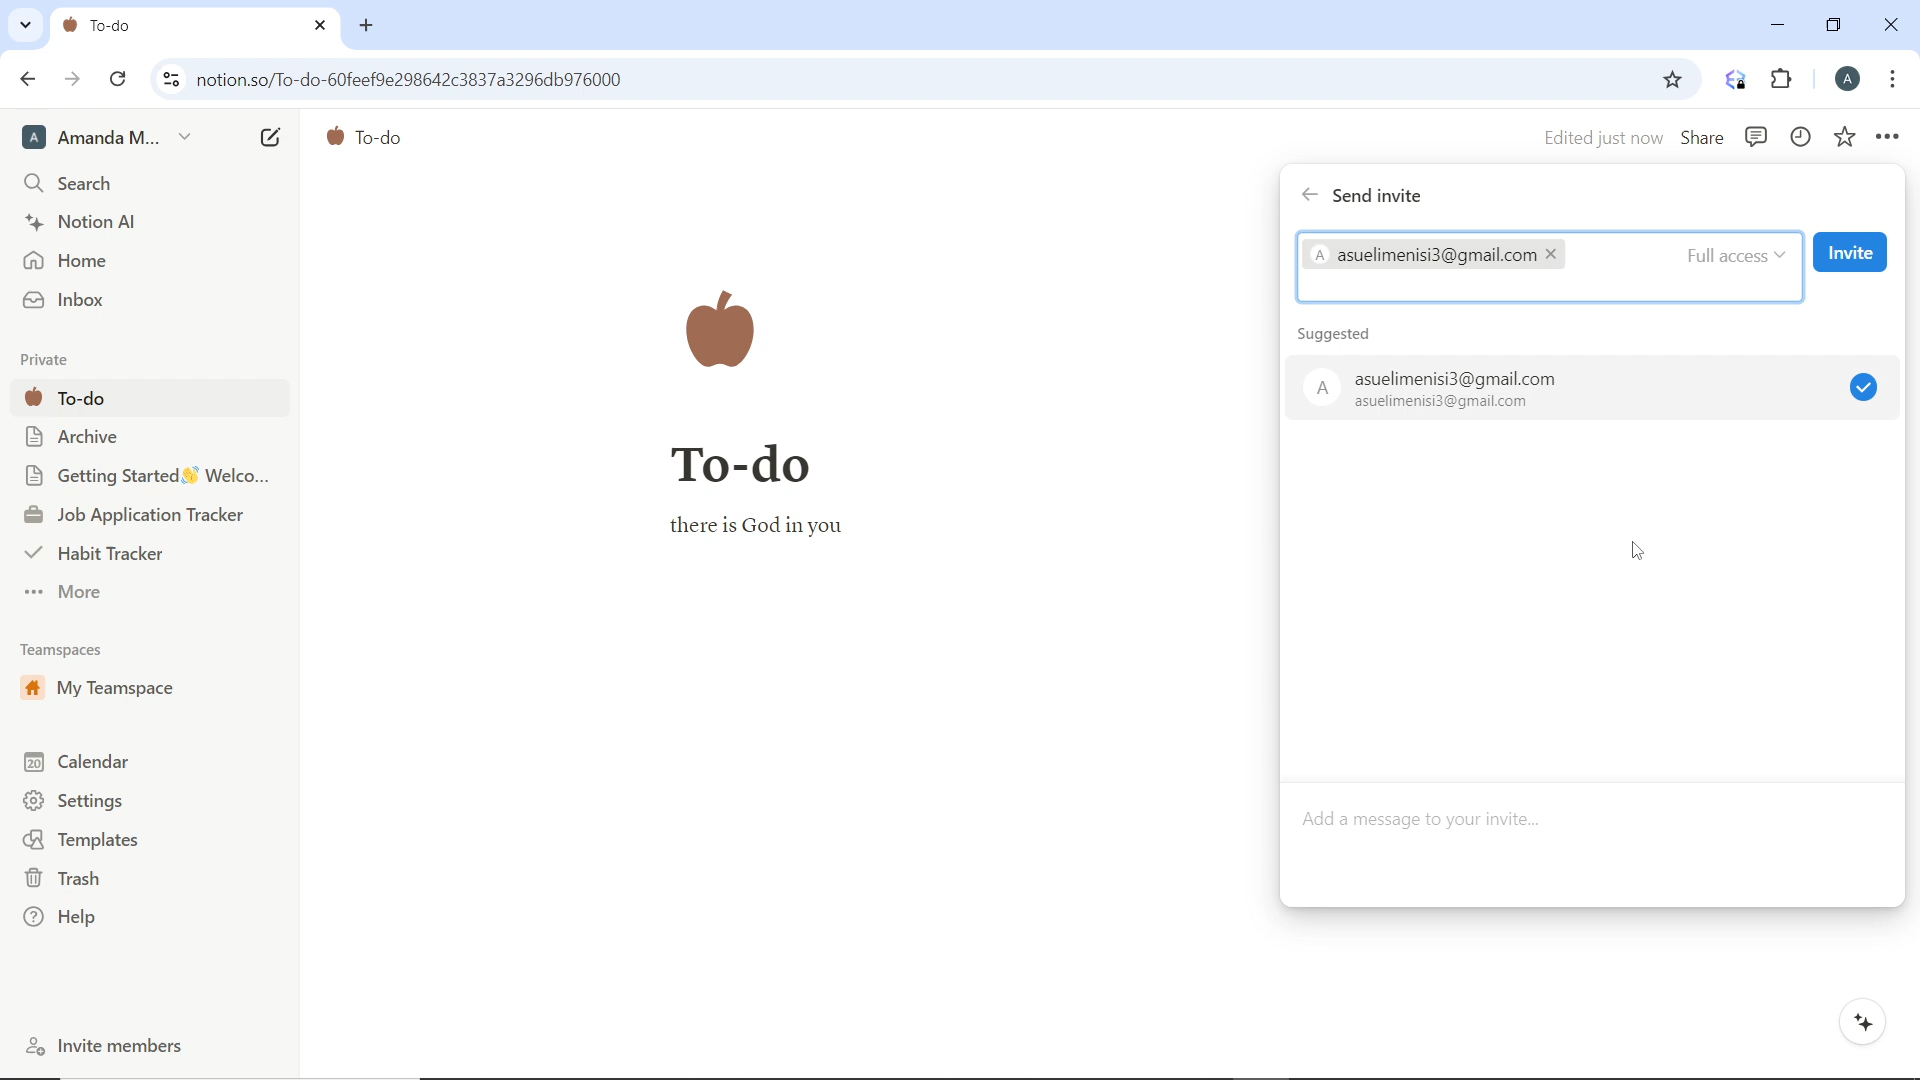 To-do
notion.so/To-do-60feef9e298642c3837a3296db976000
A
A Amanda M...
To-do
Edited just now Share
Search
Notion AI
Home
Inbox
Private
To-do
Archive
Getting Started👋 Welco...
Job Application Tracker
Habit Tracker
More
Teamspaces
My Teamspace
20 Calendar
Settings
Templates
Trash
Help
Invite members
To-do
there is God in you
Send invite
A asuelimenisi3@gmail.com Full access
Invite
Suggested
A asuelimenisi3@gmail.com
asuelimenisi3@gmail.com
Add a message to your invite...